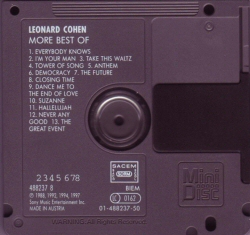 LEONARD COHEN
MORE BEST OF
1. EVERYBODY KNOWS
2. I'M YOUR MAN 3. TAKE THIS WALTZ
4. TOWER OF SONG 5. ANTHEM
6. DEMOCRACY 7. THE FUTURE
8. CLOSING TIME
9. DANCE ME TO
THE END OF LOVE
10. SUZANNE
11. HALLELUJAH
12. NEVER ANY
GOOD 13. THE
GREAT EVENT
2 3 4 5 6 7 8
SACEM
488237 8
BIEM
0162
℗ 1988, 1992, 1994, 1997
Sony Music Entertainment Inc.
MADE IN AUSTRIA
01-488237-50
Mini
Disc